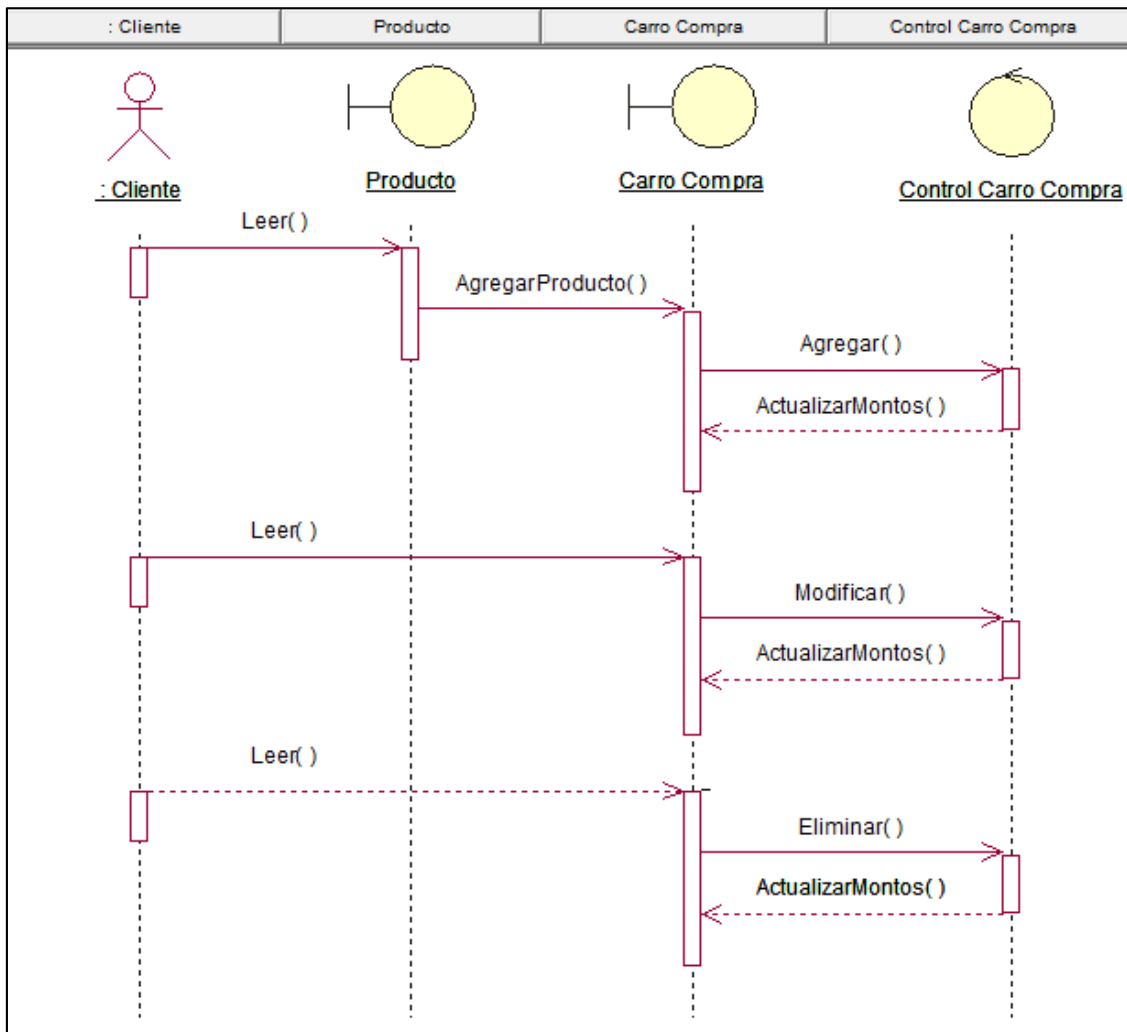 : Cliente
Producto
Carro Compra
Control Carro Compra
: Cliente
Producto
Carro Compra
Control Carro Compra
Leer( )
AgregarProducto( )
Agregar( )
ActualizarMontos( )
Leer( )
Modificar( )
ActualizarMontos( )
Leer( )
Eliminar( )
ActualizarMontos( )